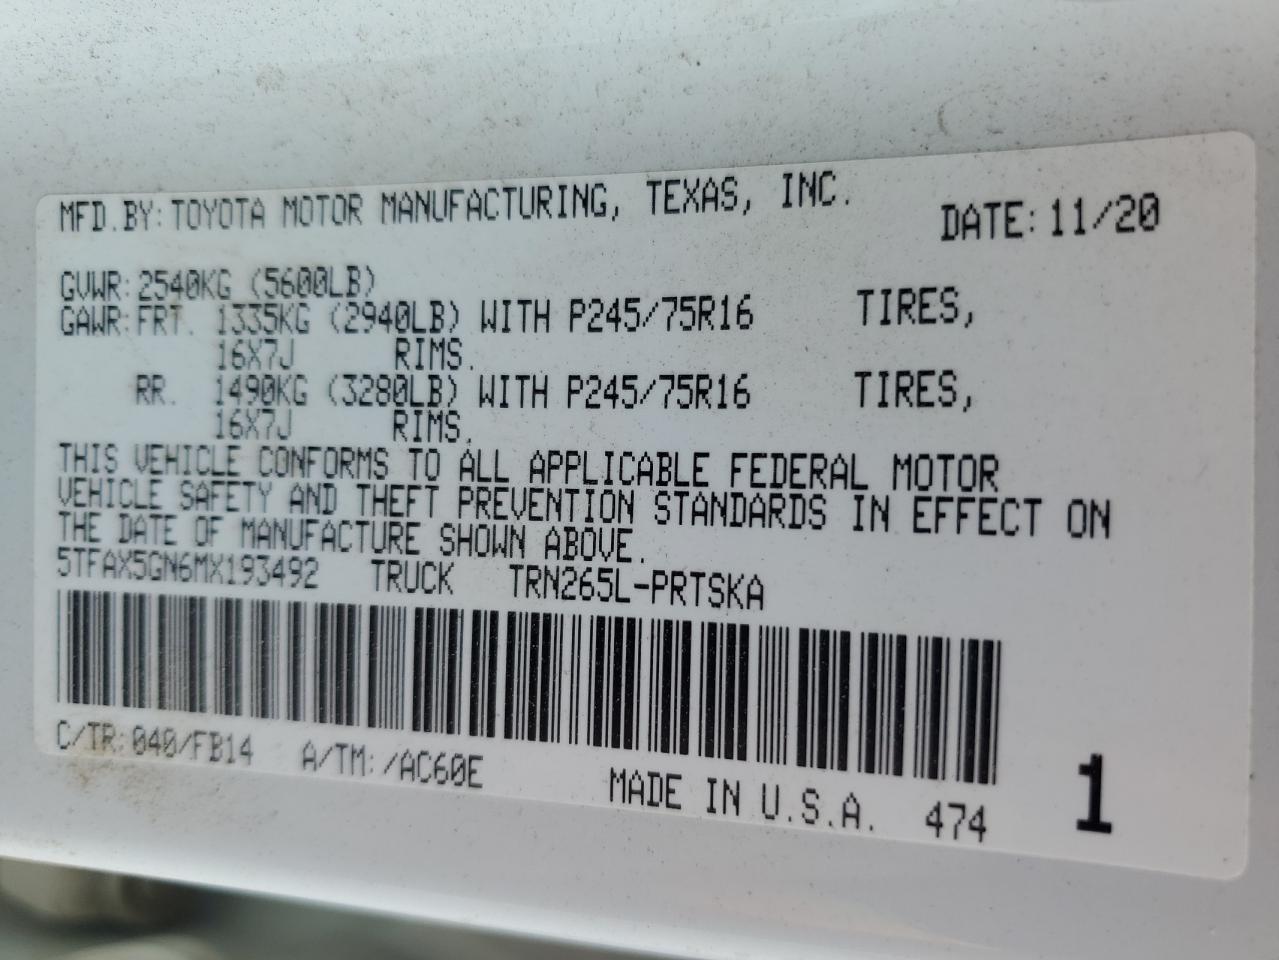 MFD.BY:TOYOTA MOTOR MANUFACTURING, TEXAS, INC. DATE:11/20
GVWR:2540KG (5600LB)
GAWR:FRT. 1335KG (2940LB) WITH P245/75R16 TIRES,
16X7J RIMS.
RR. 1490KG (3280LB) WITH P245/75R16 TIRES,
16X7J RIMS.
THIS VEHICLE CONFORMS TO ALL APPLICABLE FEDERAL MOTOR
VEHICLE SAFETY AND THEFT PREVENTION STANDARDS IN EFFECT ON
THE DATE OF MANUFACTURE SHOWN ABOVE.
5TFAX5GN6MX193492 TRUCK TRN265L-PRTSKA
C/TR:040/FB14 A/TM:/AC60E MADE IN U.S.A. 474 1